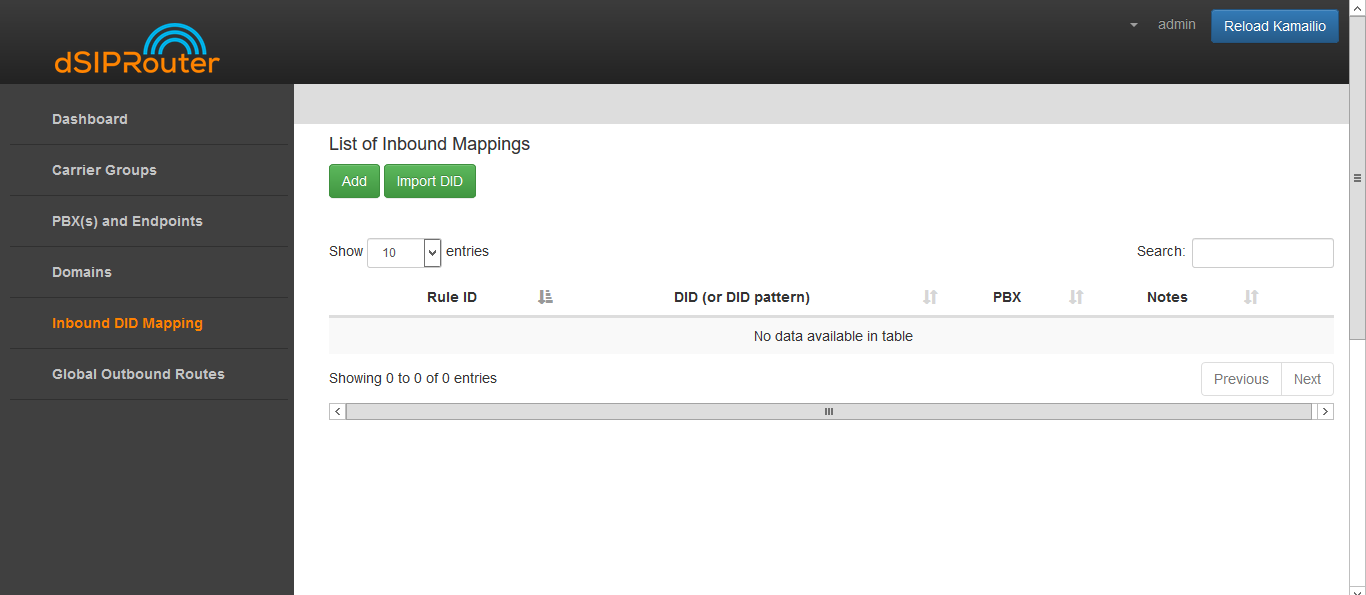 dSIPRouter
admin
Reload Kamailio
Dashboard
Carrier Groups
PBX(s) and Endpoints
Domains
Inbound DID Mapping
Global Outbound Routes
List of Inbound Mappings
Add Import DID
Show 10 entries Search:
Rule ID DID (or DID pattern) PBX Notes
No data available in table
Showing 0 to 0 of 0 entries Previous Next